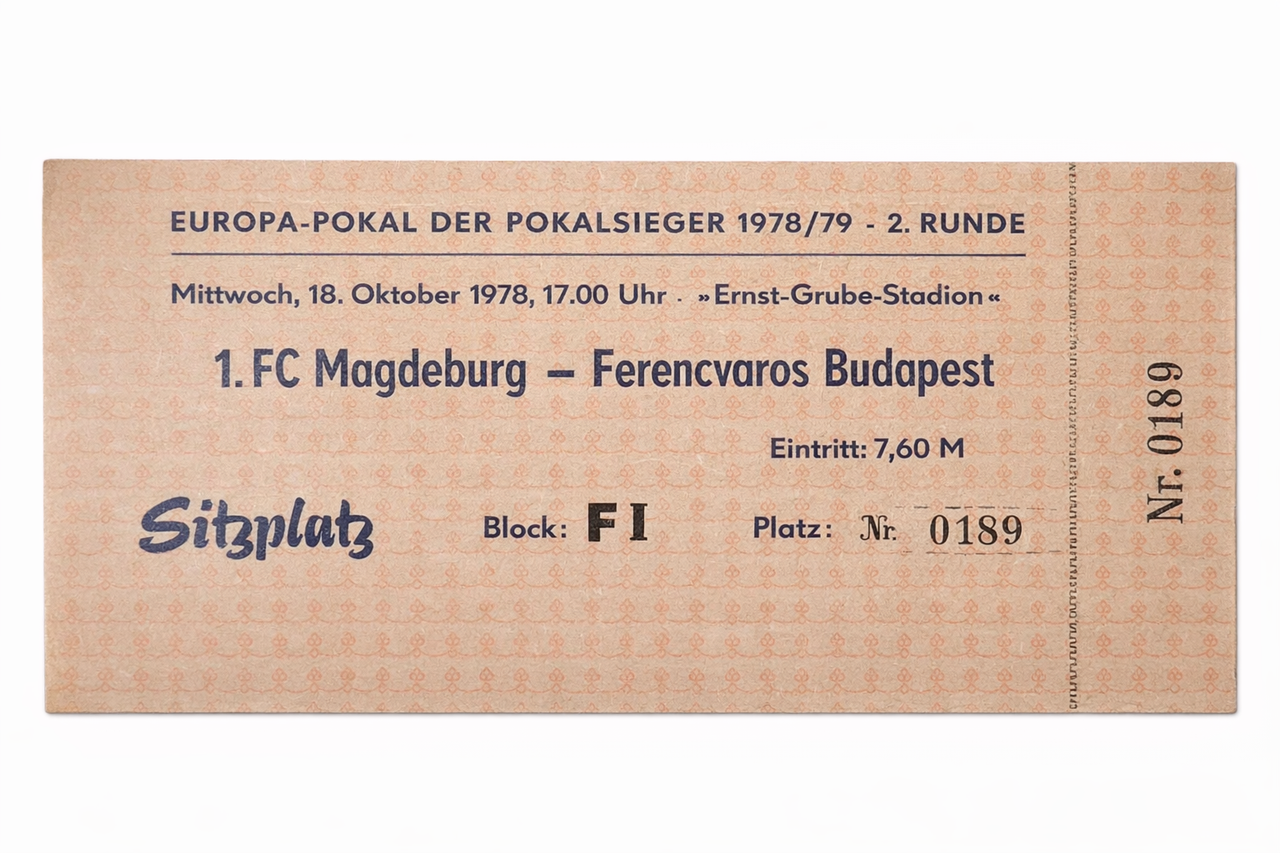 EUROPA-POKAL DER POKALSIEGER 1978/79 - 2. RUNDE
Mittwoch, 18. Oktober 1978, 17.00 Uhr · »Ernst-Grube-Stadion«
1. FC Magdeburg – Ferencvaros Budapest
Eintritt: 7,60 M
Sitzplatz Block: F I Platz: Nr. 0189
Nr. 0189